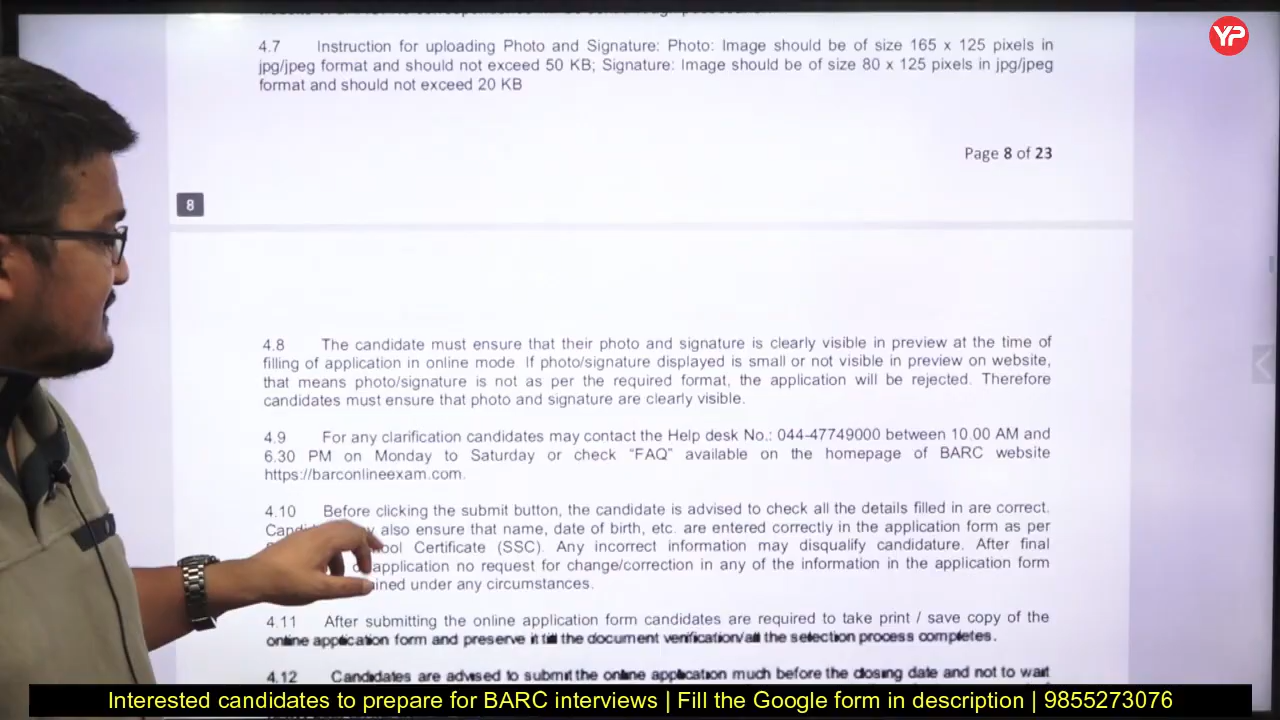 YP
4.7 Instruction for uploading Photo and Signature: Photo: Image should be of size 165 x 125 pixels in
jpg/jpeg format and should not exceed 50 KB; Signature: Image should be of size 80 x 125 pixels in jpg/jpeg
format and should not exceed 20 KB
Page 8 of 23
8
4.8 The candidate must ensure that their photo and signature is clearly visible in preview at the time of
filling of application in online mode If photo/signature displayed is small or not visible in preview on website,
that means photo/signature is not as per the required format, the application will be rejected. Therefore
candidates must ensure that photo and signature are clearly visible.
4.9 For any clarification candidates may contact the Help desk No.: 044-47749000 between 10.00 AM and
6.30 PM on Monday to Saturday or check “FAQ” available on the homepage of BARC website
https://barconlineexam.com.
4.10 Before clicking the submit button, the candidate is advised to check all the details filled in are correct.
also ensure that name, date of birth, etc. are entered correctly in the application form as per
Certificate (SSC). Any incorrect information may disqualify candidature. After final
application no request for change/correction in any of the information in the application form
under any circumstances.
4.11 After submitting the online application form candidates are required to take print / save copy of the
online application form and preserve it till the document verification/all the selection process completes.
4.12 Candidates are advised to submit the online application much before the closing date and not to wait
Interested candidates to prepare for BARC interviews | Fill the Google form in description | 9855273076